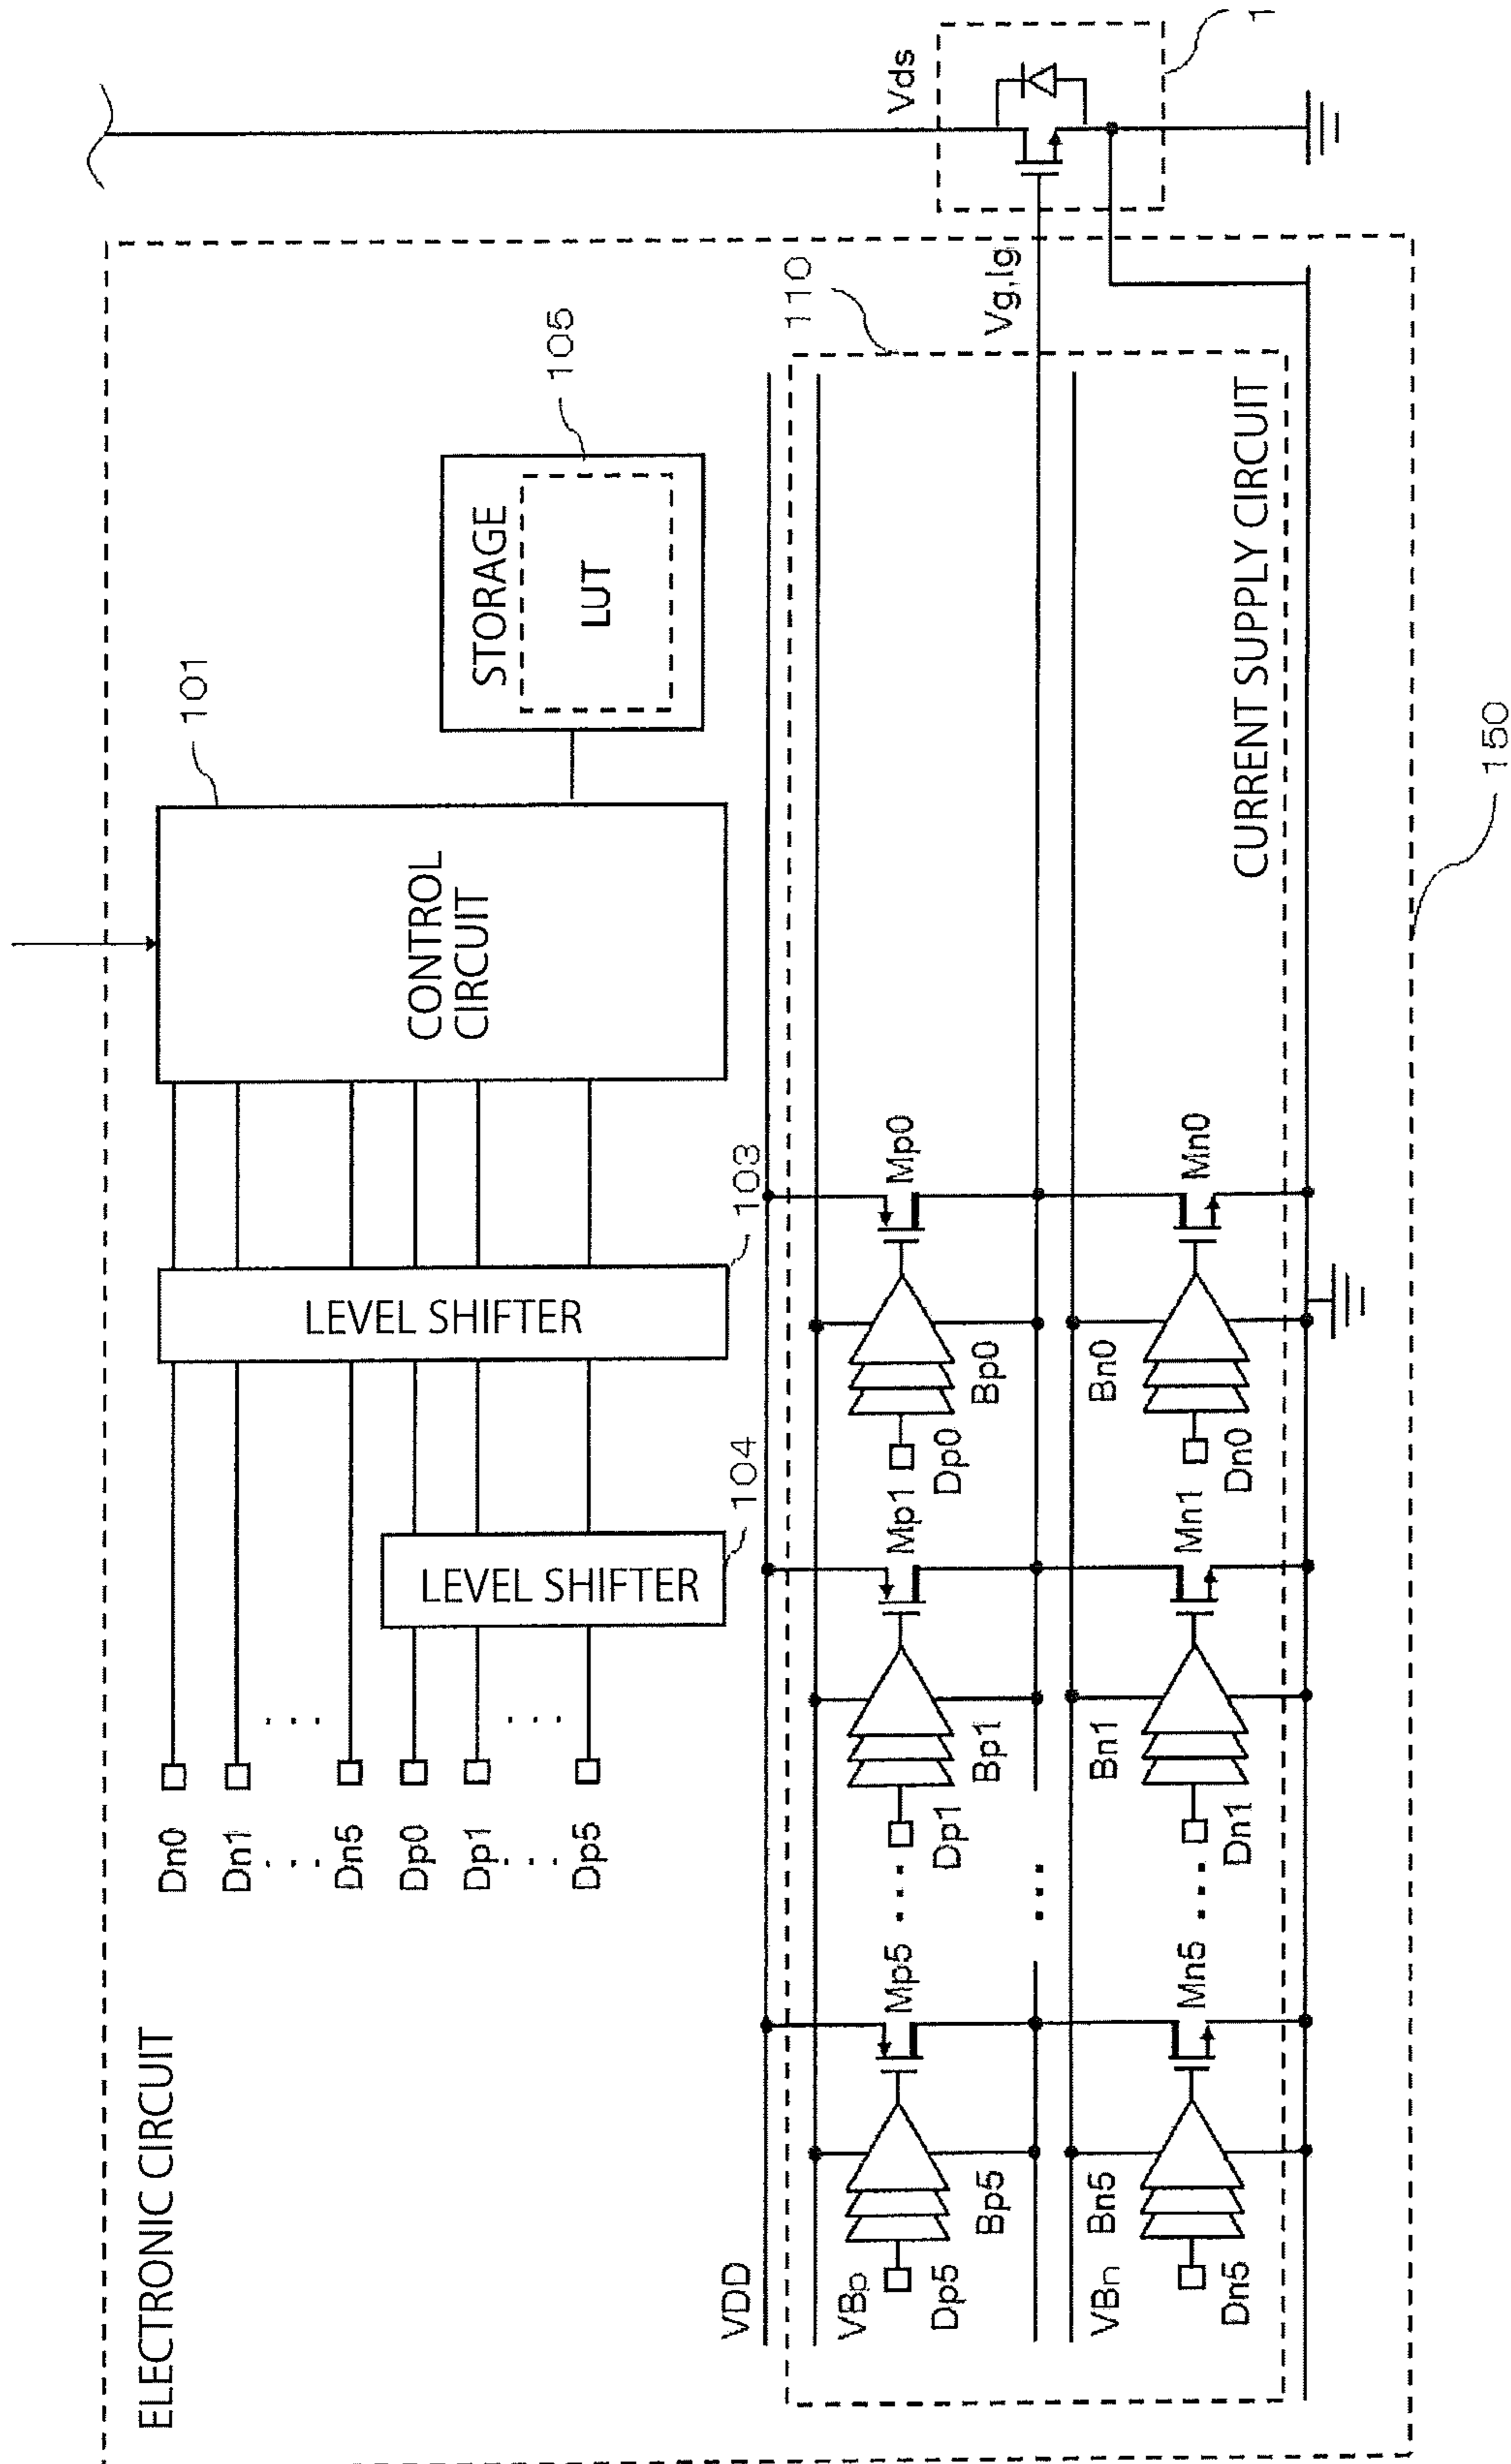 ELECTRONIC CIRCUIT
Dn0
Dn1
. . .
Dn5
Dp0
Dp1
. . .
Dp5
. . .
. . .
LEVEL SHIFTER
104
LEVEL SHIFTER
103
CONTROL
CIRCUIT
101
STORAGE
LUT
105
110
VDD
VBp
VBn
Dp5
Bp5
Mp5
Dn5
Bn5
Mn5
. . .
. . .
. . .
Dp1
Bp1
Mp1
Dn1
Bn1
Mn1
Dp0
Bp0
Mp0
Dn0
Bn0
Mn0
CURRENT SUPPLY CIRCUIT
Vg,Ig
Vds
1
150